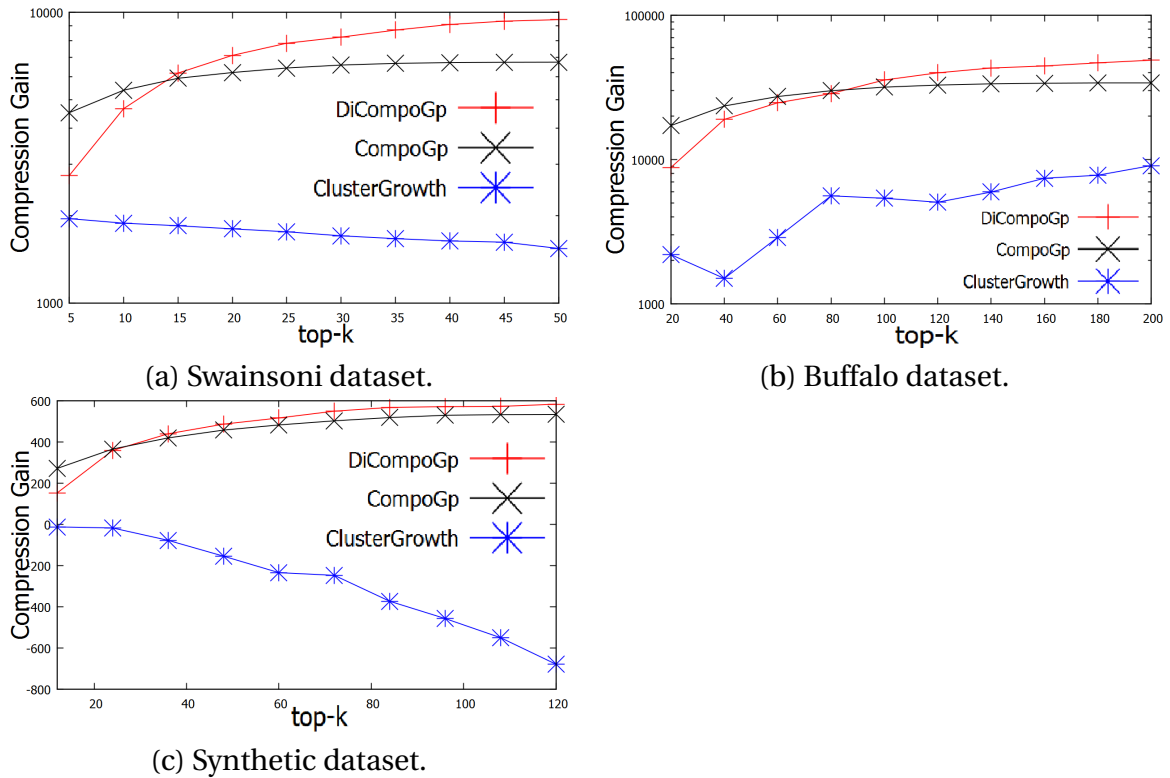 10000
1000
Compression Gain
DiCompoGp
CompoGp
ClusterGrowth
5 10 15 20 25 30 35 40 45 50
top-k
(a) Swainsoni dataset.
100000
10000
1000
Compression Gain
DiCompoGp
CompoGp
ClusterGrowth
20 40 60 80 100 120 140 160 180 200
top-k
(b) Buffalo dataset.
600
400
200
0
-200
-400
-600
-800
Compression Gain
DiCompoGp
CompoGp
ClusterGrowth
20 40 60 80 100 120
top-k
(c) Synthetic dataset.